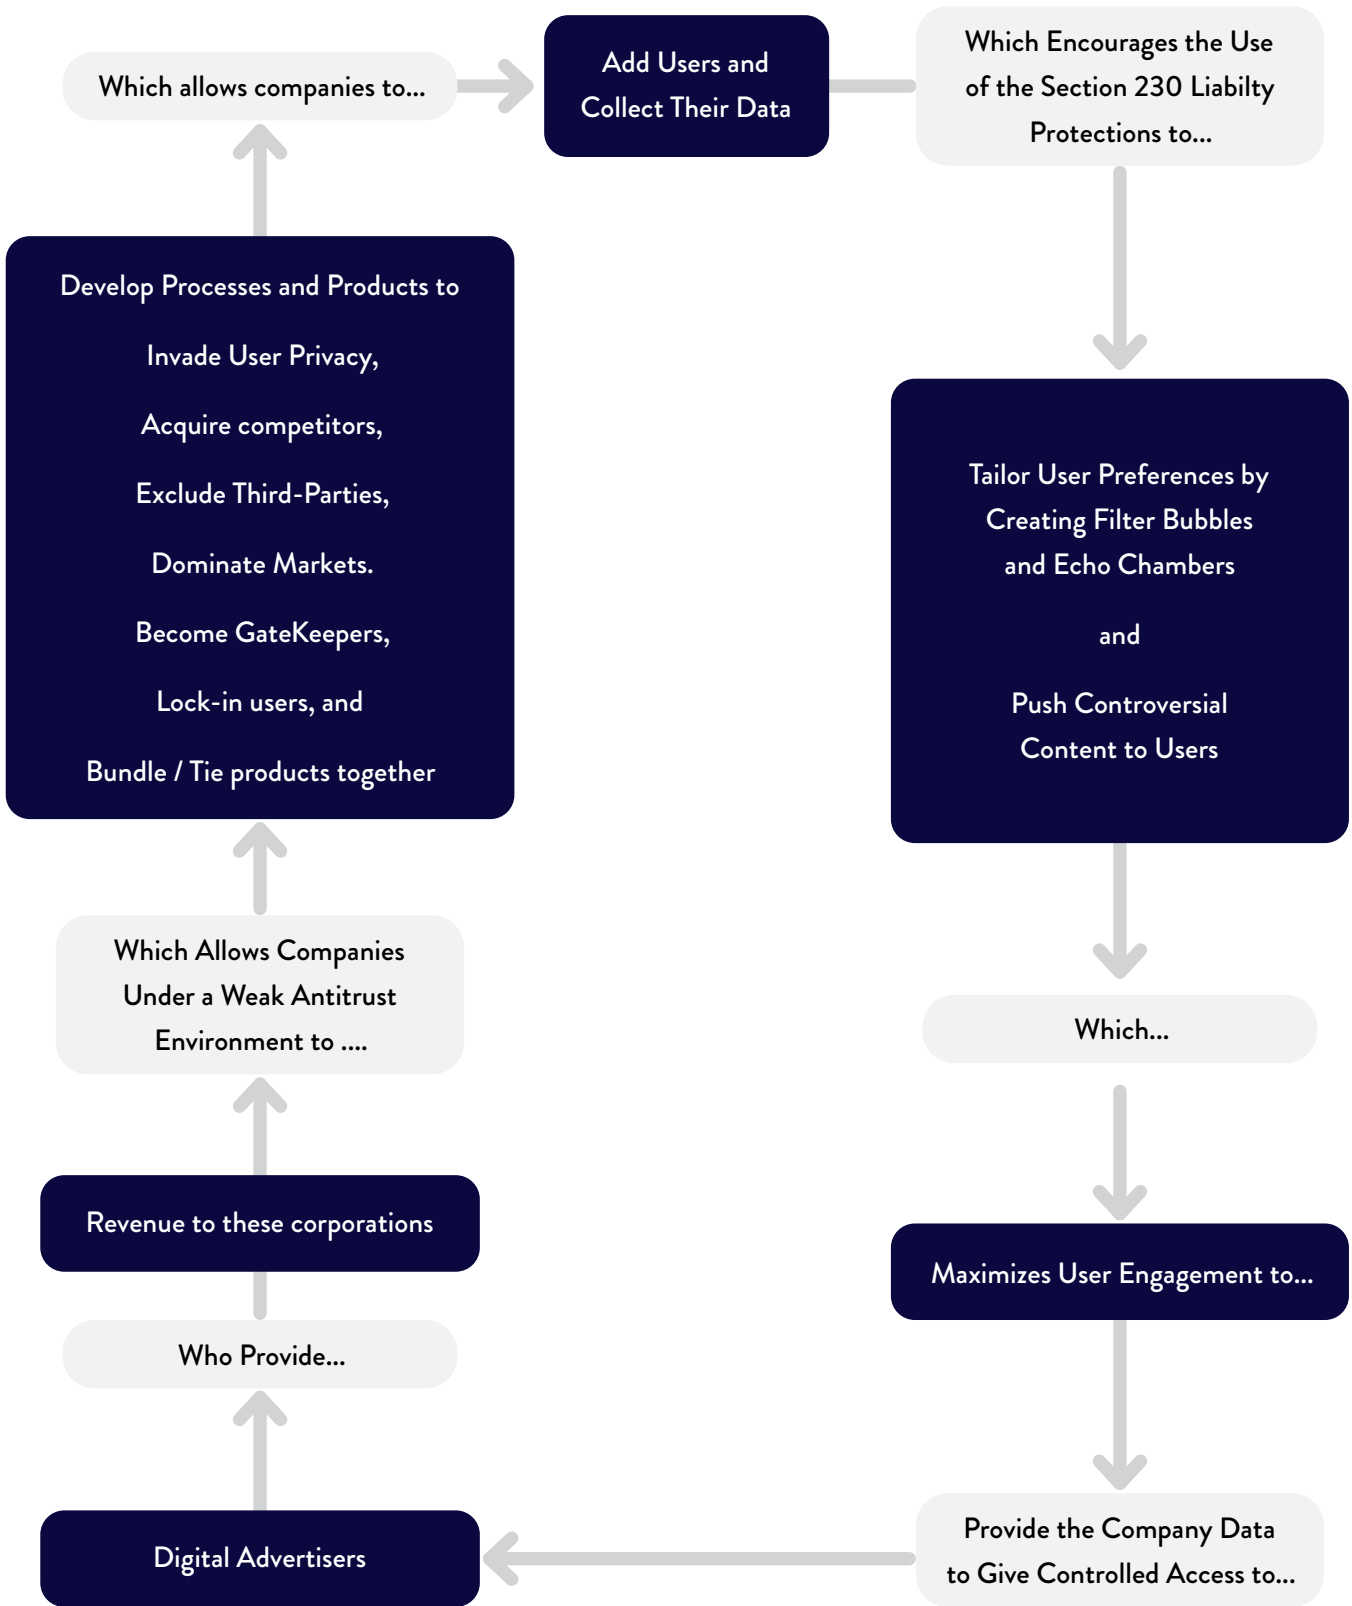 Which allows companies to...
Add Users and
Collect Their Data
Which Encourages the Use
of the Section 230 Liabilty
Protections to...
Tailor User Preferences by
Creating Filter Bubbles
and Echo Chambers
and
Push Controversial
Content to Users
Which...
Maximizes User Engagement to...
Provide the Company Data
to Give Controlled Access to...
Digital Advertisers
Who Provide...
Revenue to these corporations
Which Allows Companies
Under a Weak Antitrust
Environment to ....
Develop Processes and Products to
Invade User Privacy,
Acquire competitors,
Exclude Third-Parties,
Dominate Markets.
Become GateKeepers,
Lock-in users, and
Bundle / Tie products together